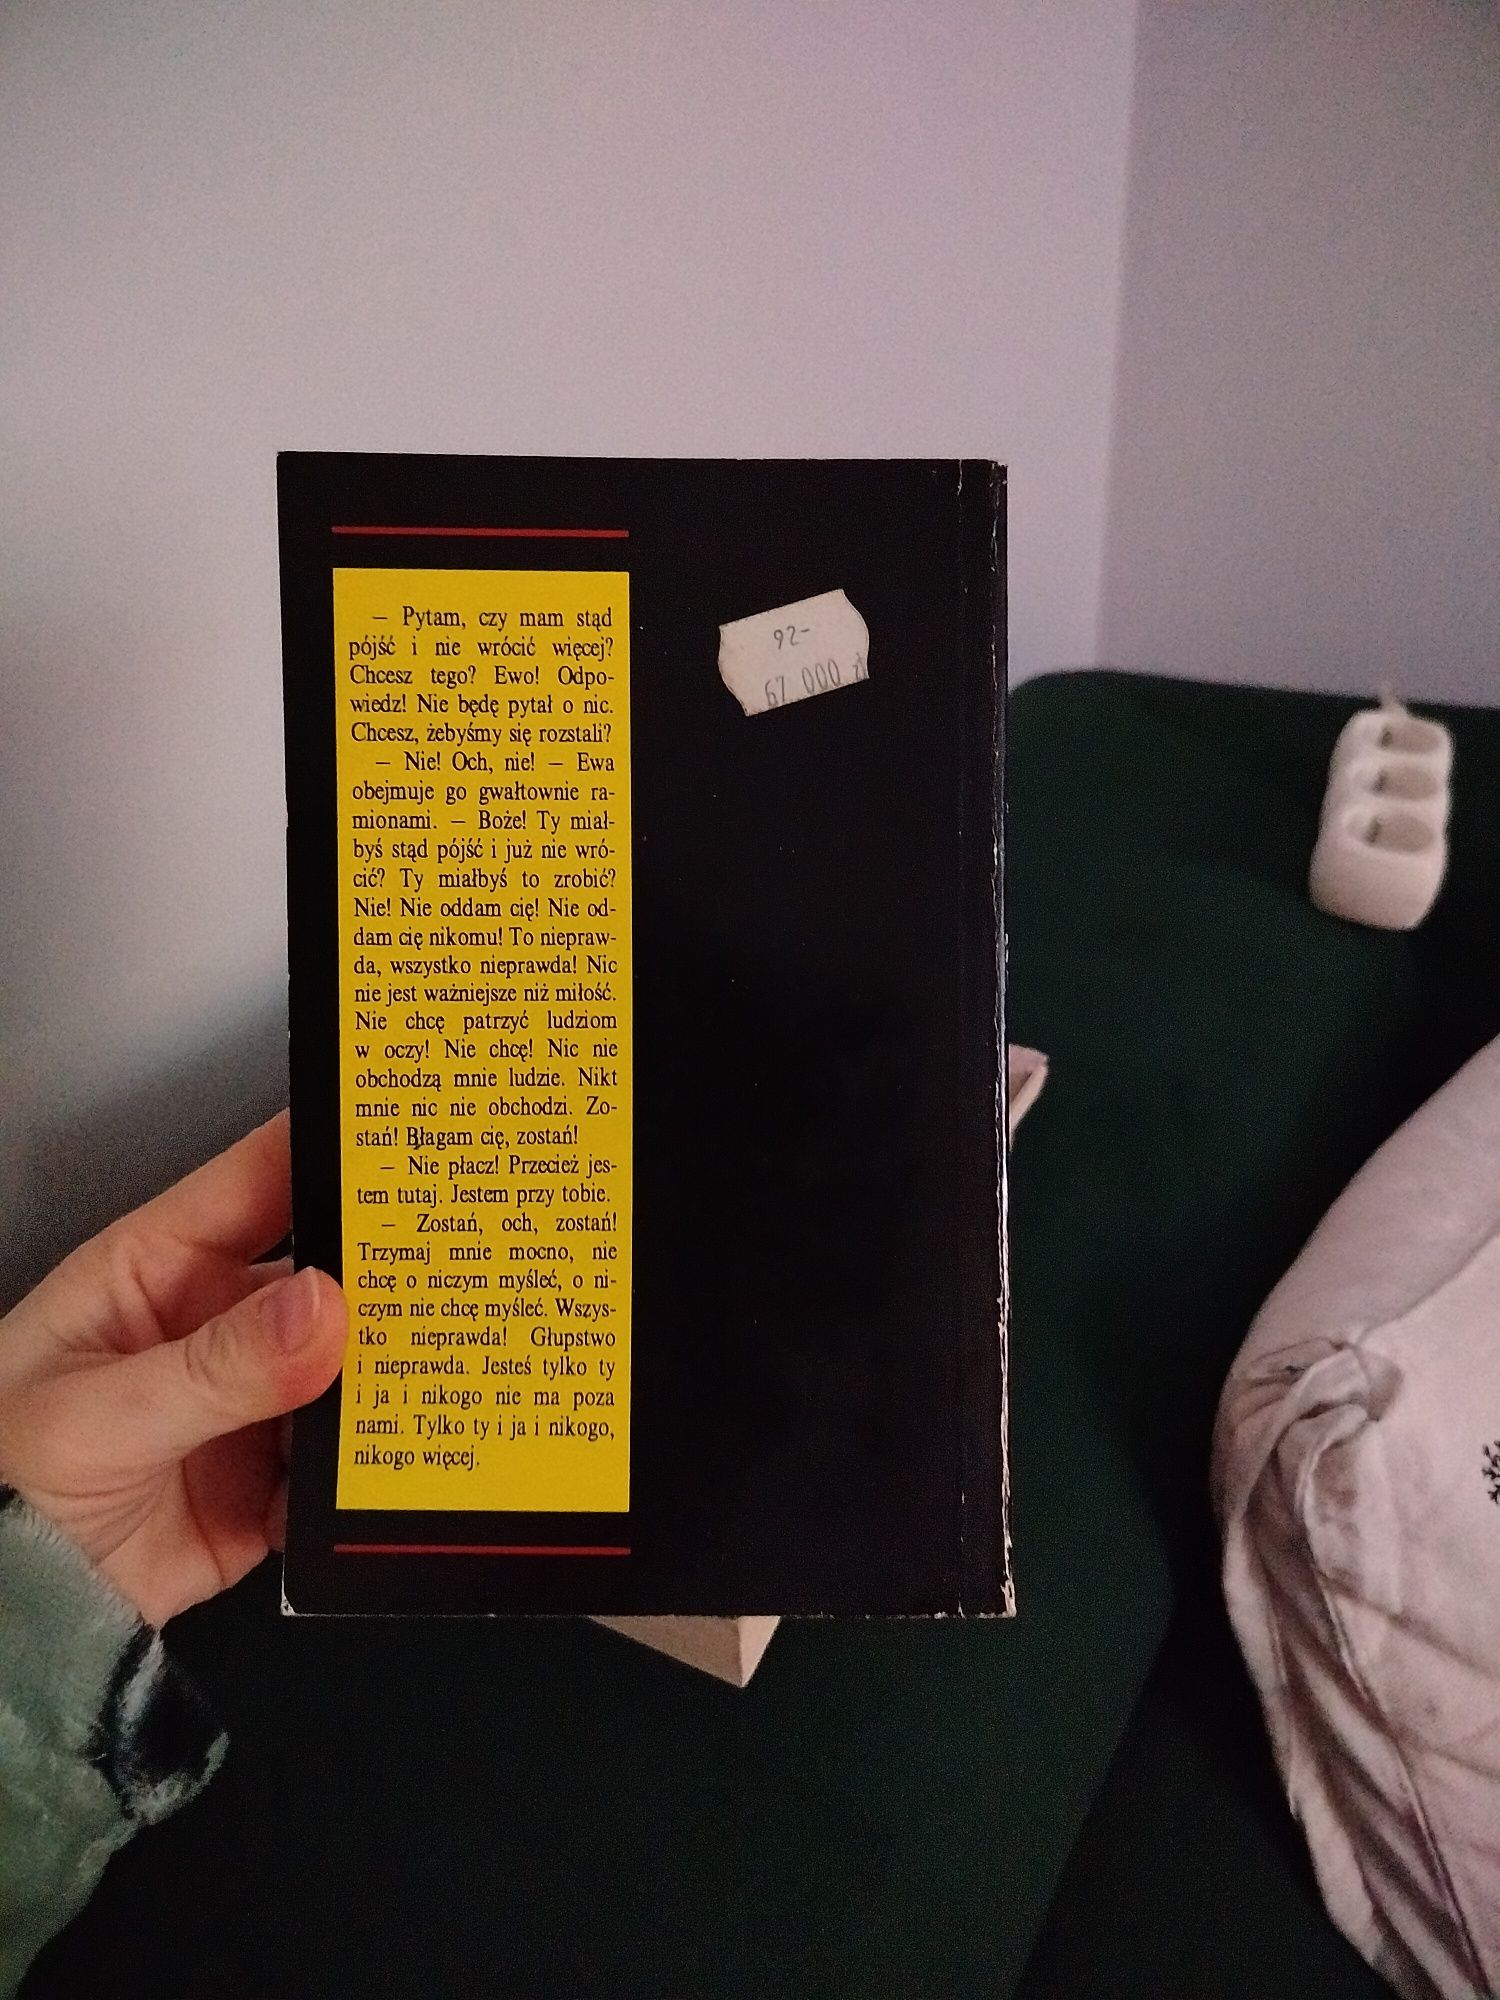 – Pytam, czy mam stąd
pójść i nie wrócić więcej?
Chcesz tego? Ewo! Odpo-
wiedz! Nie będę pytał o nic.
Chcesz, żebyśmy się rozstali?
– Nie! Och, nie! – Ewa
obejmuje go gwałtownie ra-
mionami. – Boże! Ty miał-
byś stąd pójść i już nie wró-
cić? Ty miałbyś to zrobić?
Nie! Nie oddam cię! Nie od-
dam cię nikomu! To niepraw-
da, wszystko nieprawda! Nic
nie jest ważniejsze niż miłość.
Nie chcę patrzyć ludziom
w oczy! Nie chcę! Nic nie
obchodzą mnie ludzie. Nikt
mnie nic nie obchodzi. Zo-
stań! Błagam cię, zostań!
– Nie płacz! Przecież jes-
tem tutaj. Jestem przy tobie.
– Zostań, och, zostań!
Trzymaj mnie mocno, nie
chcę o niczym myśleć, o ni-
czym nie chcę myśleć. Wszys-
tko nieprawda! Głupstwo
i nieprawda. Jesteś tylko ty
i ja i nikogo nie ma poza
nami. Tylko ty i ja i nikogo,
nikogo więcej.
92-
67 000 zł